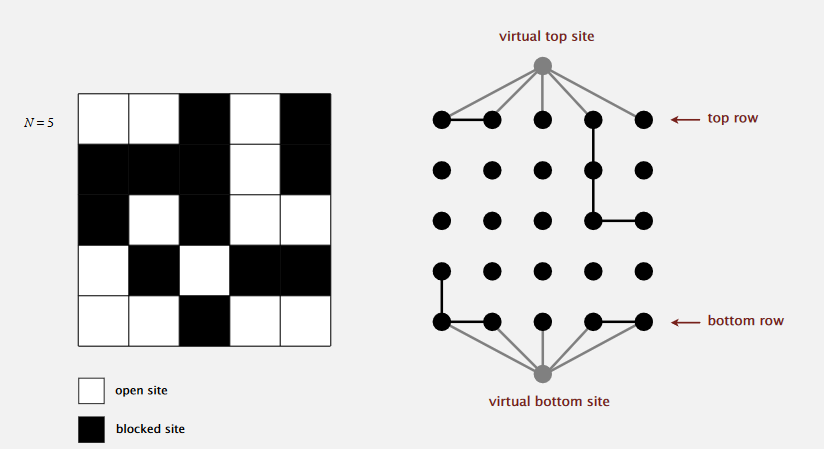 virtual top site
N = 5
top row
bottom row
open site
virtual bottom site
blocked site